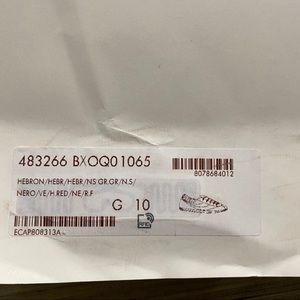 483266 BXOQ01065
HEBRON/HEBR/HEBR/NS'GR.GR/N.S/
NERO/VE/H.RED/NE/R.F
8078684012
G 10
ECAP808313A